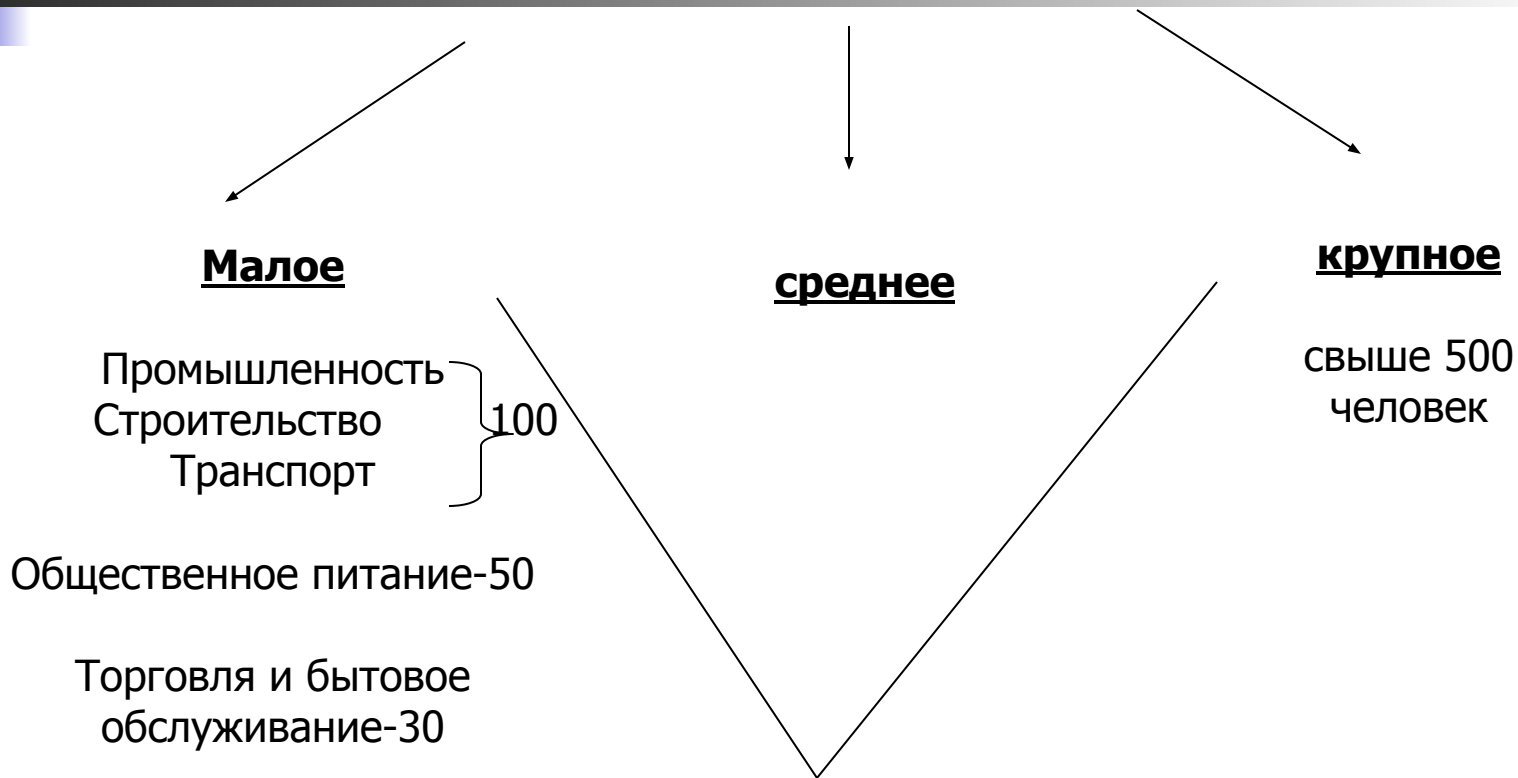 Малое
Промышленность
Строительство 100
Транспорт
Общественное питание-50
Торговля и бытовое
обслуживание-30
среднее
крупное
свыше 500
человек